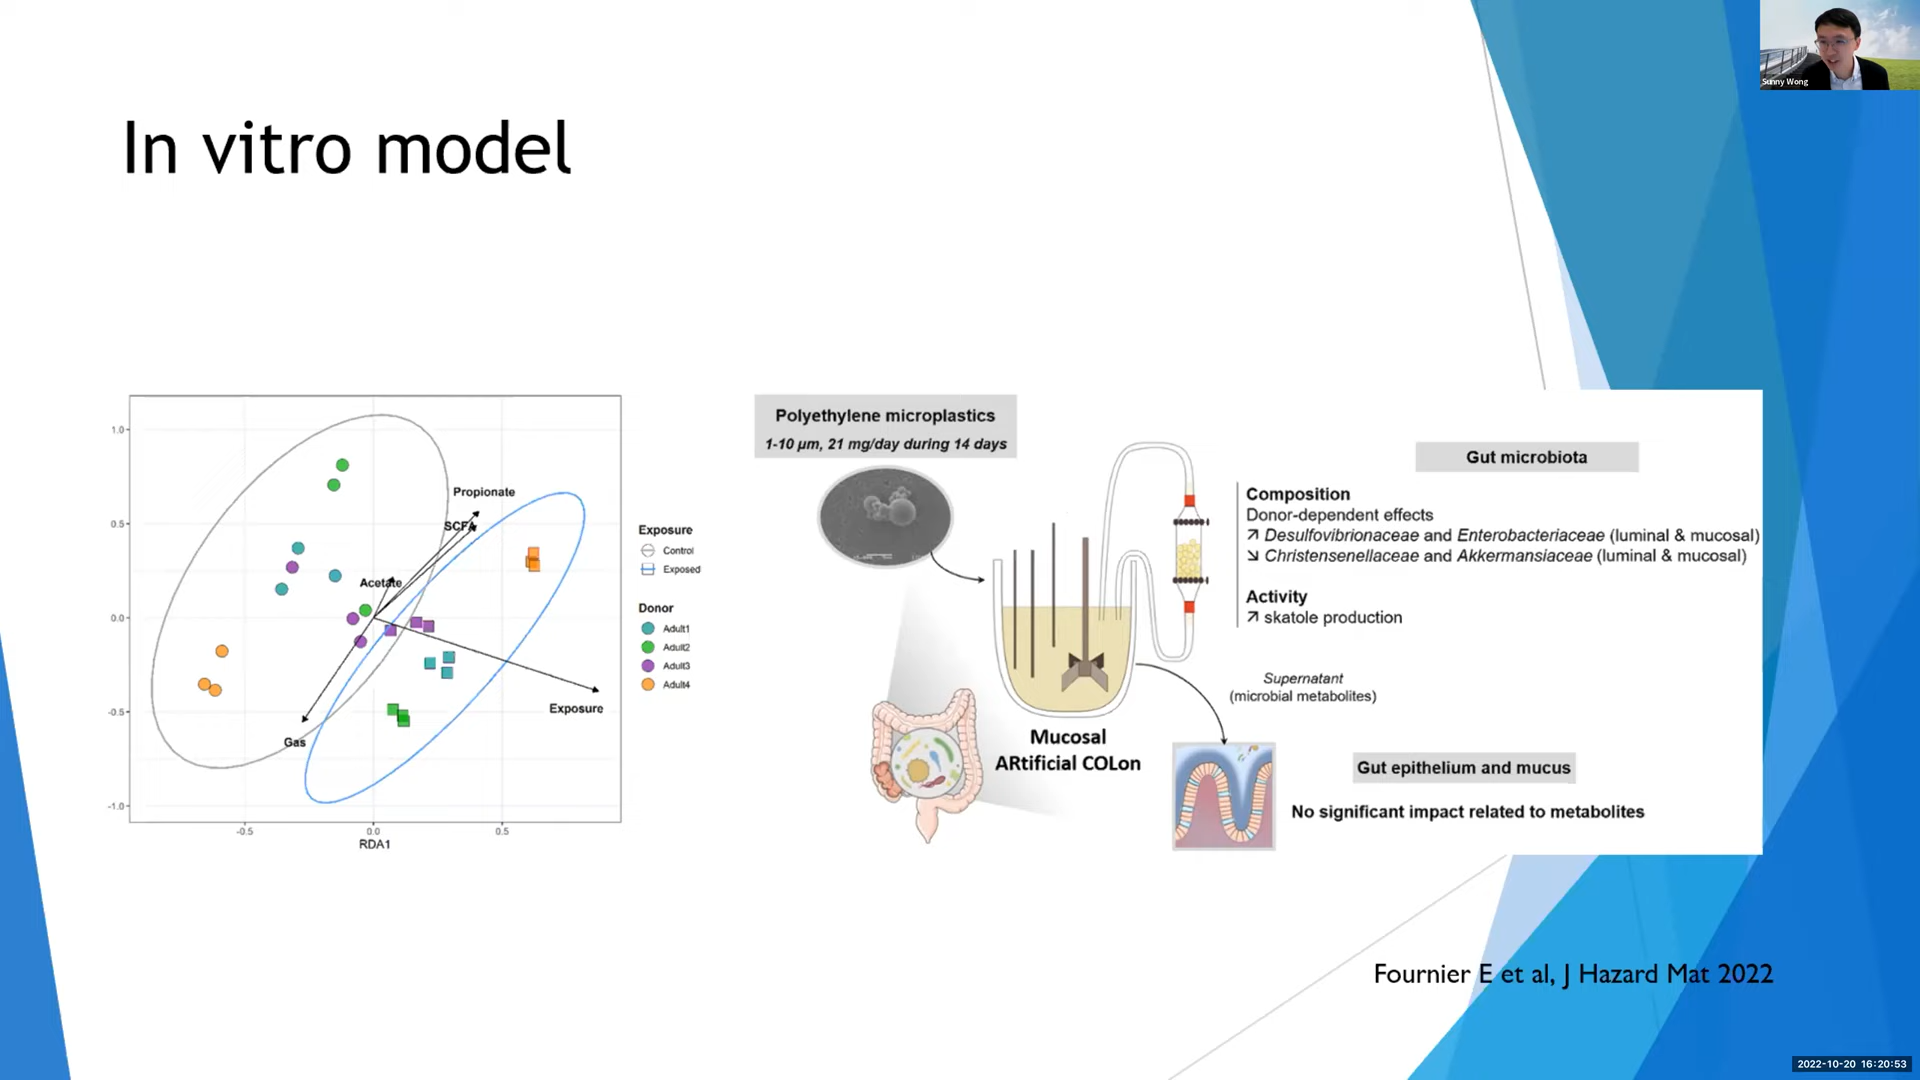 Sunny Wong
In vitro model
1.0
0.5
0.0
-0.5
-1.0
-0.5
0.0
0.5
RDA1
Propionate
SCFA
Acetate
Exposure
Gas
Exposure
Control
Exposed
Donor
Adult1
Adult2
Adult3
Adult4
Polyethylene microplastics
1-10 µm, 21 mg/day during 14 days
Mucosal
ARtificial COLon
Gut microbiota
Composition
Donor-dependent effects
↗ Desulfovibrionaceae and Enterobacteriaceae (luminal & mucosal)
↘ Christensenellaceae and Akkermansiaceae (luminal & mucosal)
Activity
↗ skatole production
Supernatant
(microbial metabolites)
Gut epithelium and mucus
No significant impact related to metabolites
Fournier E et al, J Hazard Mat 2022
2022-10-20 16:20:53